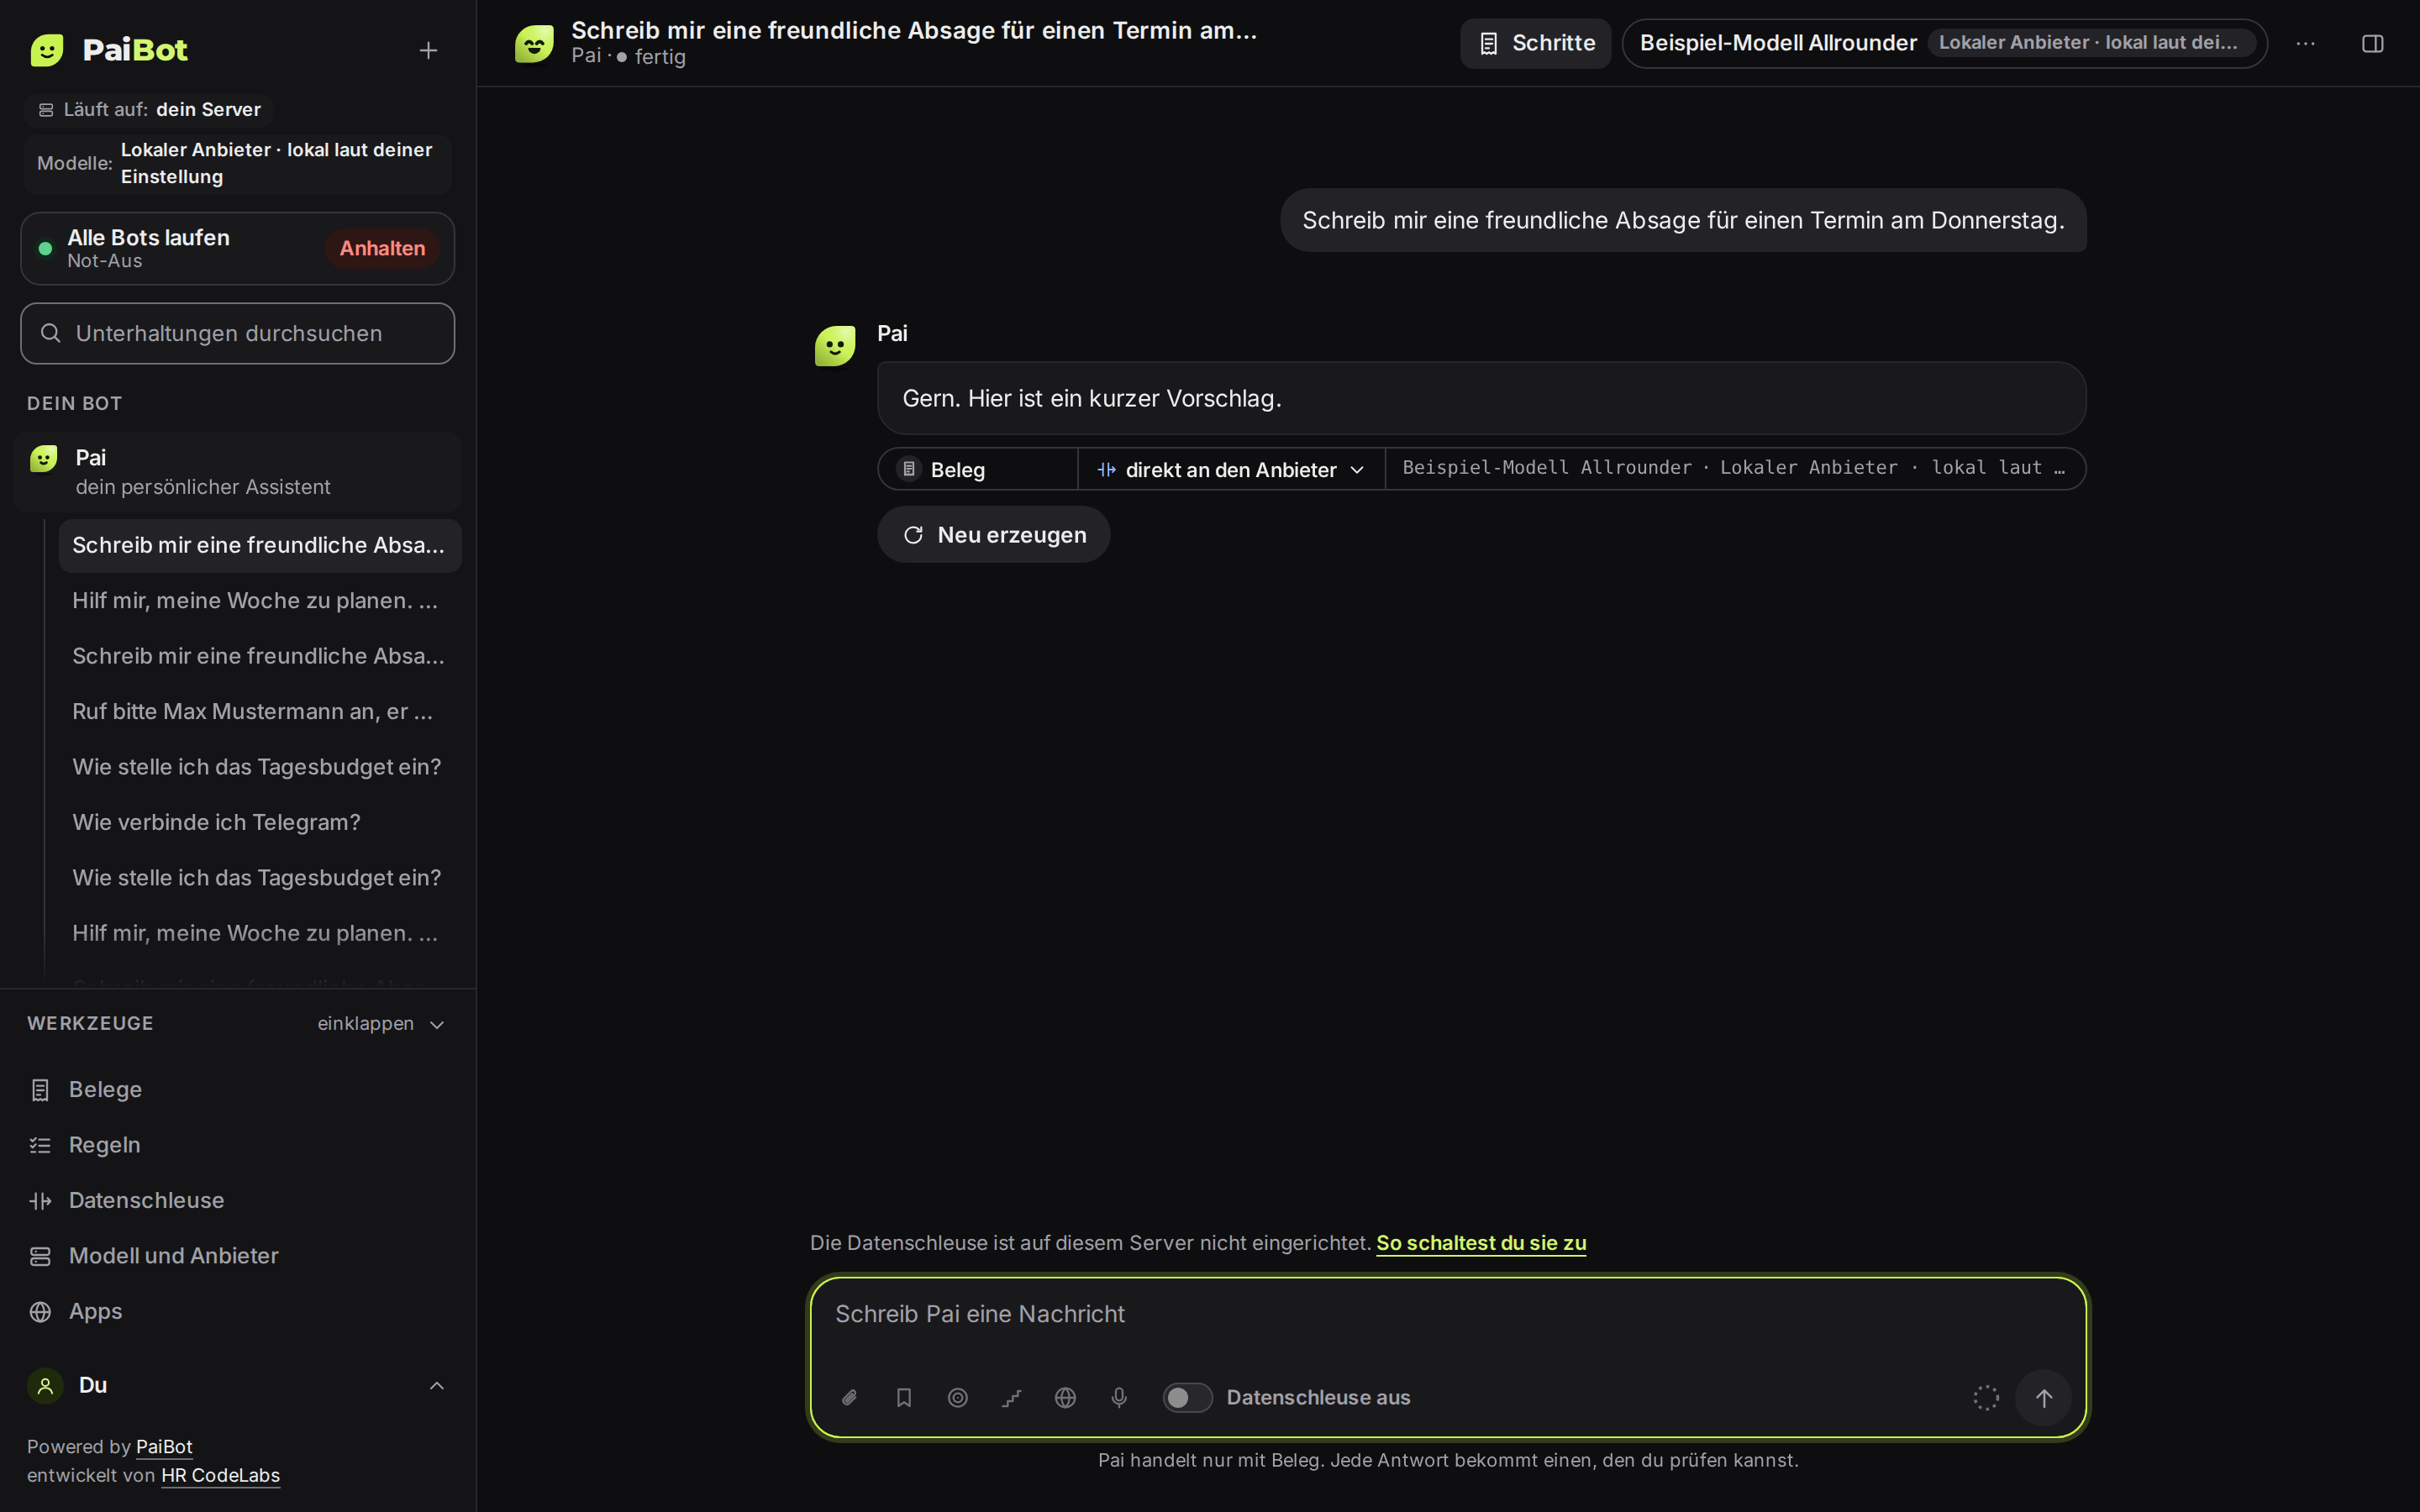 PaiBot
Läuft auf: dein Server
Modelle: Lokaler Anbieter · lokal laut deiner
Einstellung
Alle Bots laufen
Not-Aus
Anhalten
Unterhaltungen durchsuchen
DEIN BOT
Pai
dein persönlicher Assistent
Schreib mir eine freundliche Absa…
Hilf mir, meine Woche zu planen. …
Schreib mir eine freundliche Absa…
Ruf bitte Max Mustermann an, er …
Wie stelle ich das Tagesbudget ein?
Wie verbinde ich Telegram?
Wie stelle ich das Tagesbudget ein?
Hilf mir, meine Woche zu planen. …
WERKZEUGE
einklappen
Belege
Regeln
Datenschleuse
Modell und Anbieter
Apps
Du
Powered by PaiBot
entwickelt von HR CodeLabs
Schreib mir eine freundliche Absage für einen Termin am…
Pai · fertig
Schritte
Beispiel-Modell Allrounder Lokaler Anbieter · lokal laut dei…
Schreib mir eine freundliche Absage für einen Termin am Donnerstag.
Pai
Gern. Hier ist ein kurzer Vorschlag.
Beleg
direkt an den Anbieter
Beispiel-Modell Allrounder · Lokaler Anbieter · lokal laut …
Neu erzeugen
Die Datenschleuse ist auf diesem Server nicht eingerichtet. So schaltest du sie zu
Schreib Pai eine Nachricht
Datenschleuse aus
Pai handelt nur mit Beleg. Jede Antwort bekommt einen, den du prüfen kannst.